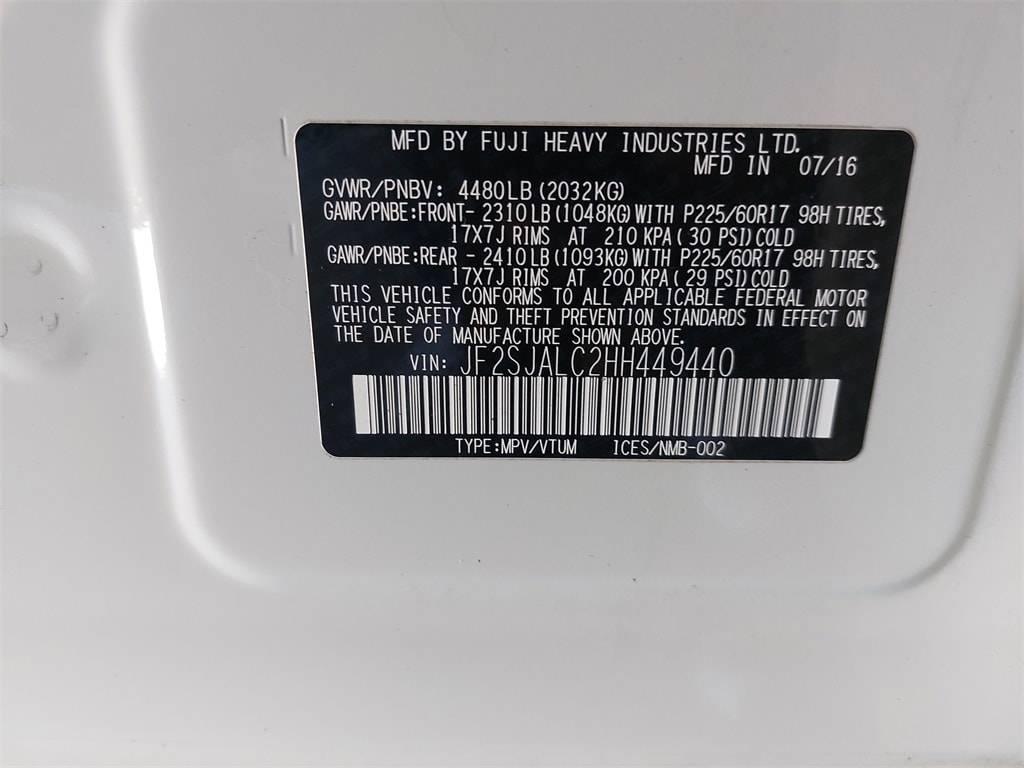 MFD BY FUJI HEAVY INDUSTRIES LTD.
MFD IN 07/16
GVWR/PNBV: 4480LB (2032KG)
GAWR/PNBE:FRONT- 2310LB (1048KG) WITH P225/60R17 98H TIRES,
17X7J RIMS AT 210 KPA ( 30 PSI) COLD
GAWR/PNBE:REAR - 2410LB (1093KG) WITH P225/60R17 98H TIRES,
17X7J RIMS AT 200 KPA ( 29 PSI) COLD
THIS VEHICLE CONFORMS TO ALL APPLICABLE FEDERAL MOTOR
VEHICLE SAFETY AND THEFT PREVENTION STANDARDS IN EFFECT ON
THE DATE OF MANUFACTURE SHOWN ABOVE.
VIN: JF2SJALC2HH449440
TYPE:MPV/VTUM ICES/NMB-002